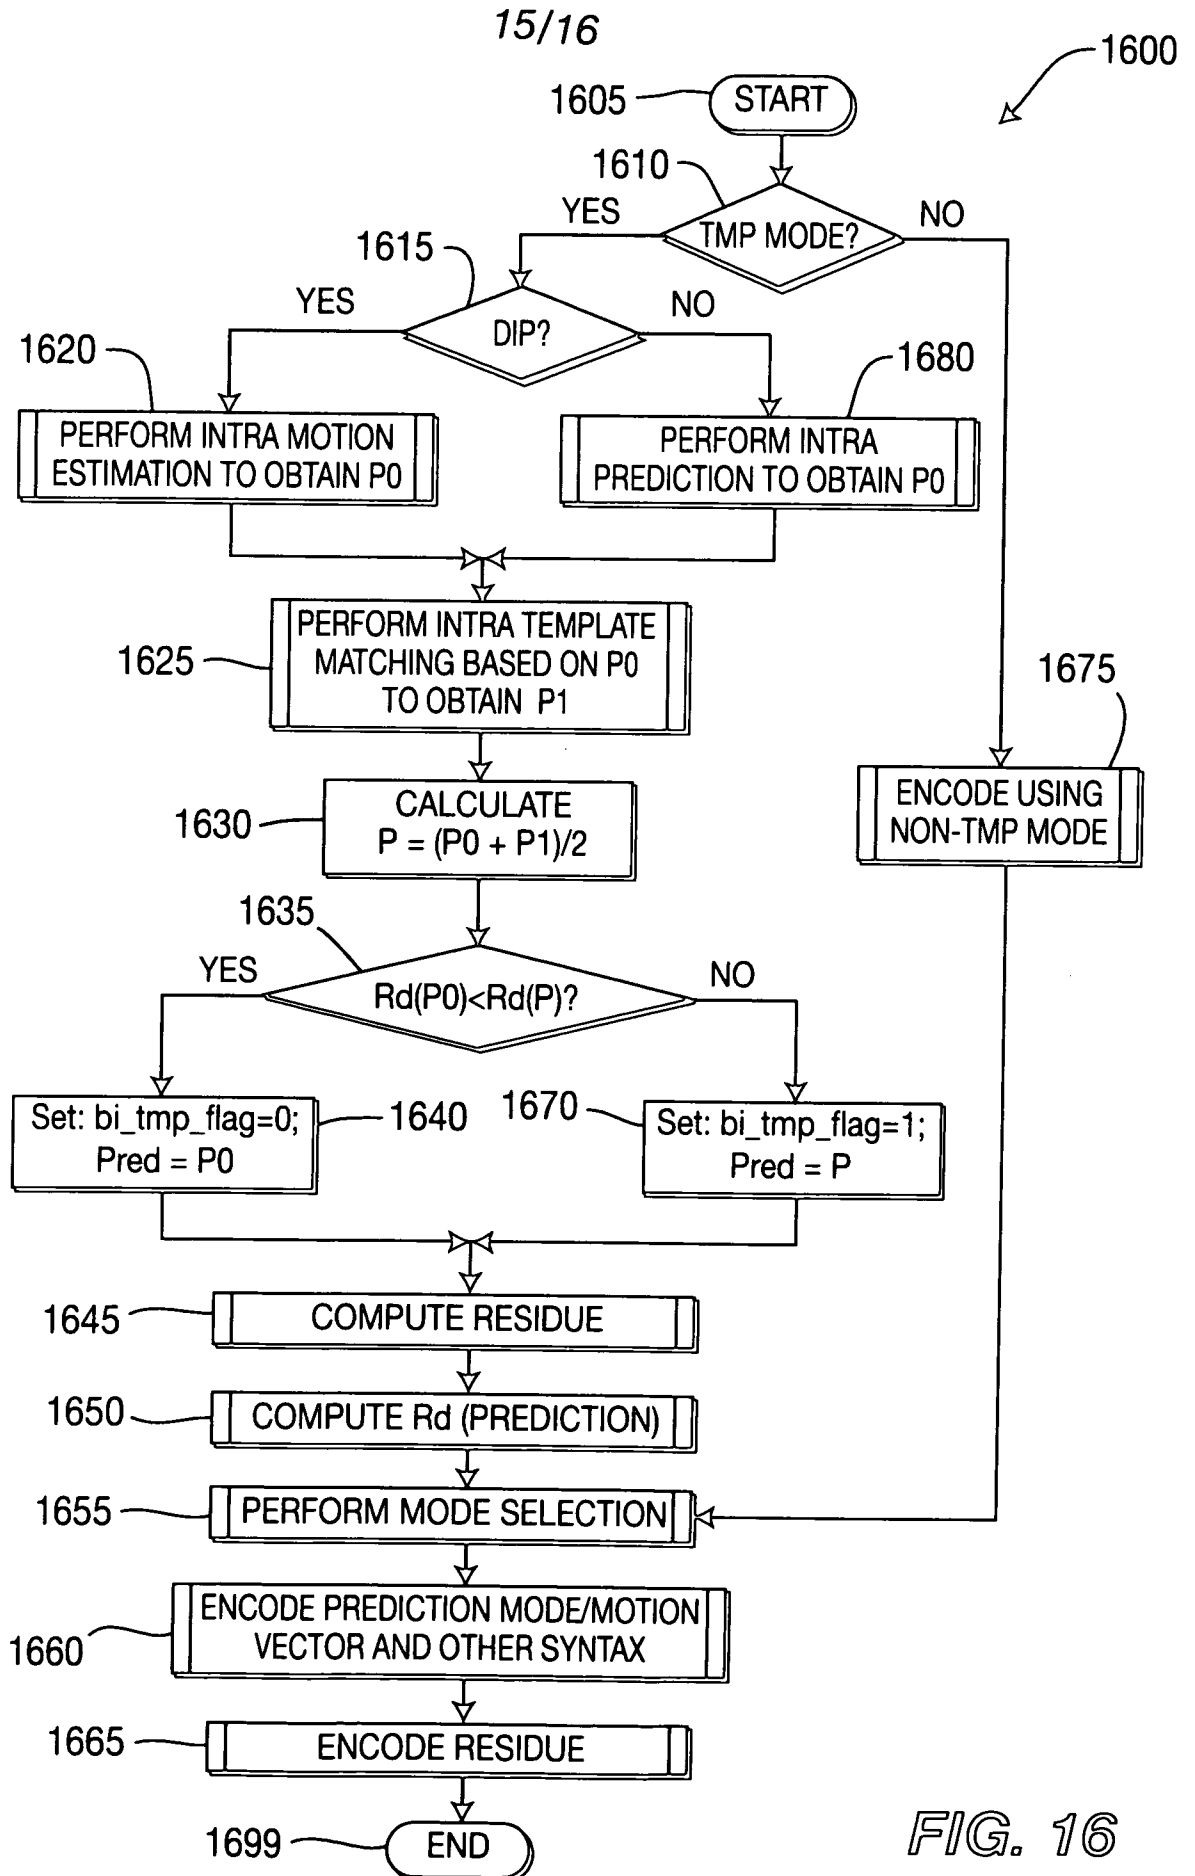 15/16
1600
1605
START
1610
YES
TMP MODE?
NO
1615
YES
DIP?
NO
1620
1680
PERFORM INTRA MOTION
ESTIMATION TO OBTAIN P0
PERFORM INTRA
PREDICTION TO OBTAIN P0
1625
PERFORM INTRA TEMPLATE
MATCHING BASED ON P0
TO OBTAIN P1
1675
ENCODE USING
NON-TMP MODE
1630
CALCULATE
P = (P0 + P1)/2
1635
YES
Rd(P0)<Rd(P)?
NO
Set: bi_tmp_flag=0;
Pred = P0
1640
1670
Set: bi_tmp_flag=1;
Pred = P
1645
COMPUTE RESIDUE
1650
COMPUTE Rd (PREDICTION)
1655
PERFORM MODE SELECTION
1660
ENCODE PREDICTION MODE/MOTION
VECTOR AND OTHER SYNTAX
1665
ENCODE RESIDUE
1699
END
FIG. 16